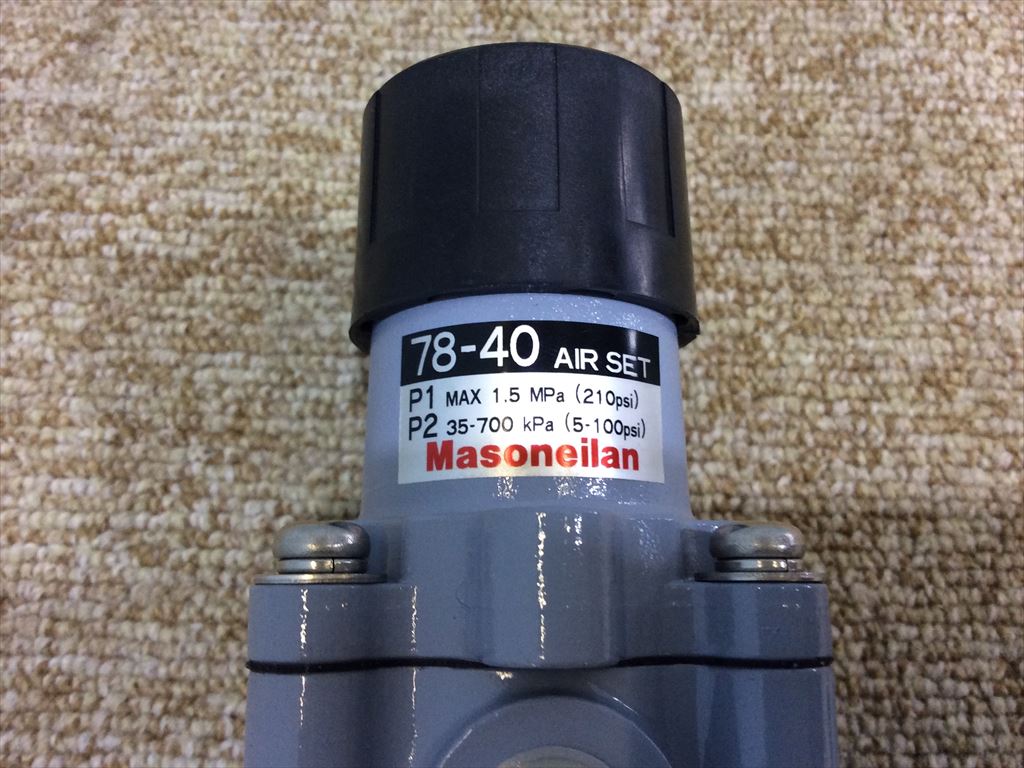 78-40 AIR SET
P1 MAX 1.5 MPa (210psi)
P2 35-700 kPa (5-100psi)
Masoneilan